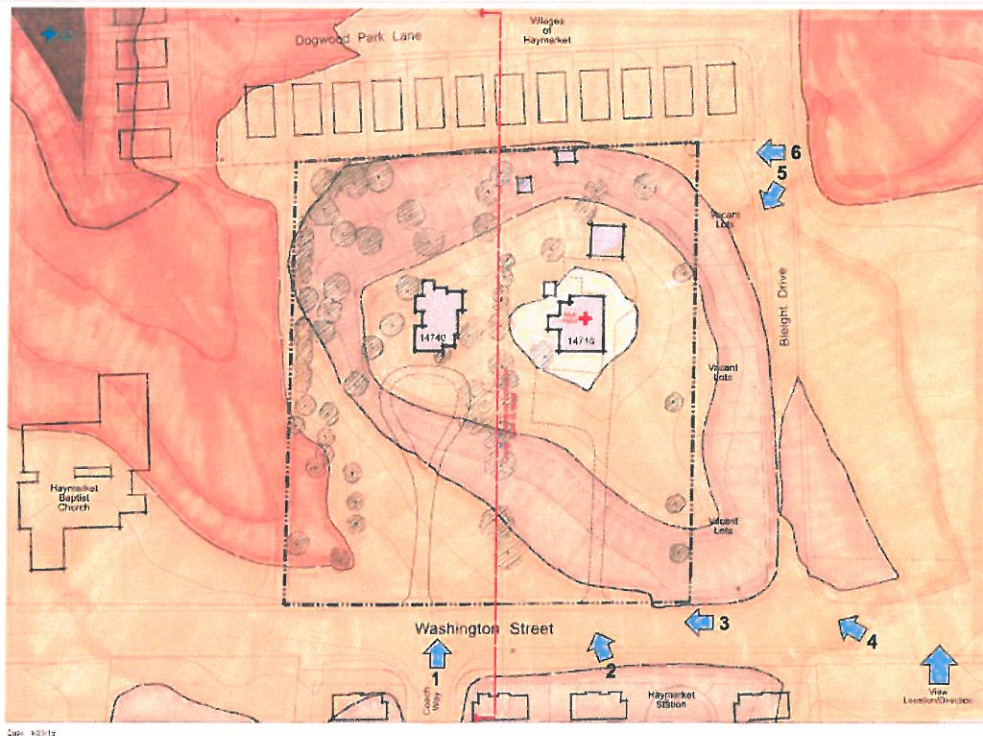 Villages
of
Haymarket
Dogwood Park Lane
6
5
Vacant
Lots
Bleight Drive
14740
14710
Vacant
Lots
Haymarket
Baptist
Church
Vacant
Lots
Washington Street
3
4
1
2
Coach
Way
Haymarket
Station
View
Location/Direction